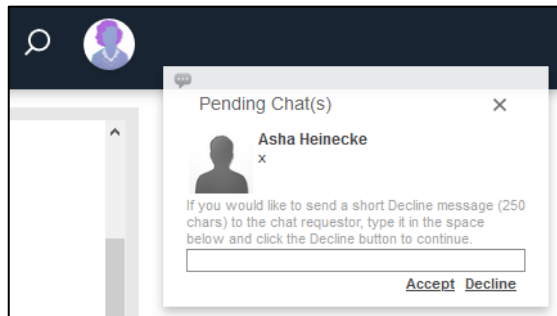 Pending Chat(s)
Asha Heinecke
x
If you would like to send a short Decline message (250
chars) to the chat requestor, type it in the space
below and click the Decline button to continue.
Accept Decline